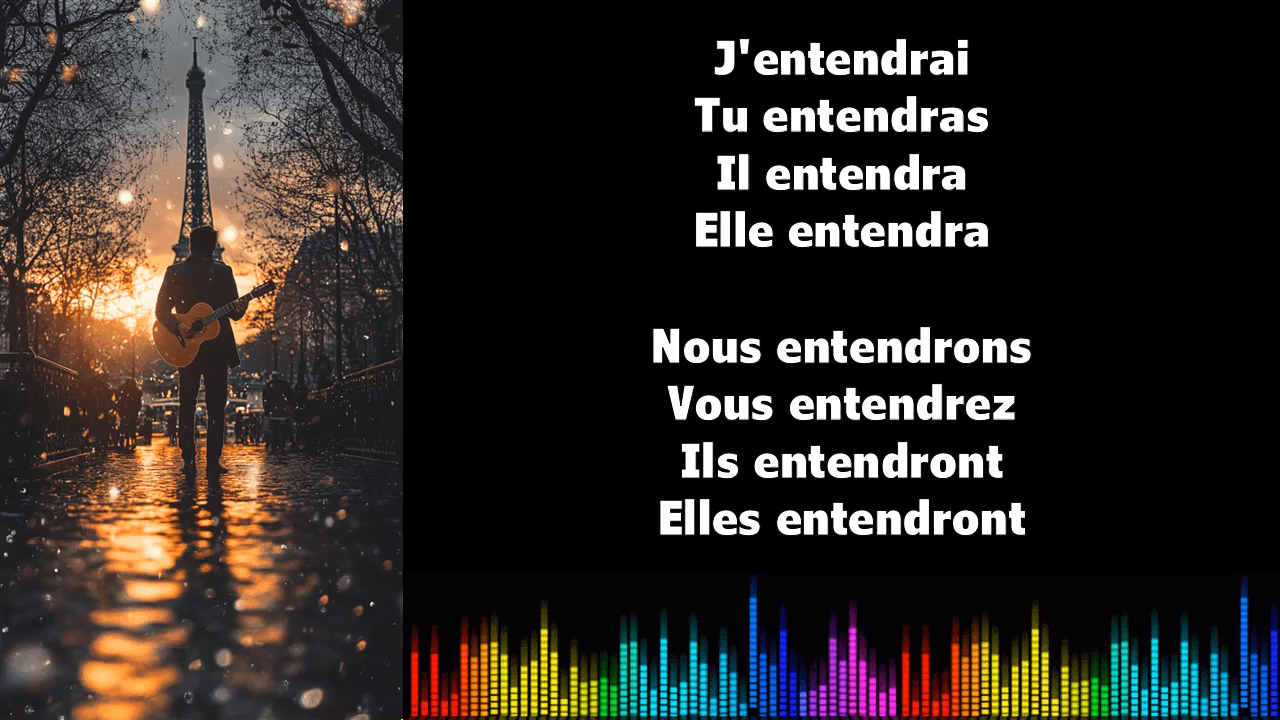 J'entendrai
Tu entendras
Il entendra
Elle entendra
Nous entendrons
Vous entendrez
Ils entendront
Elles entendront